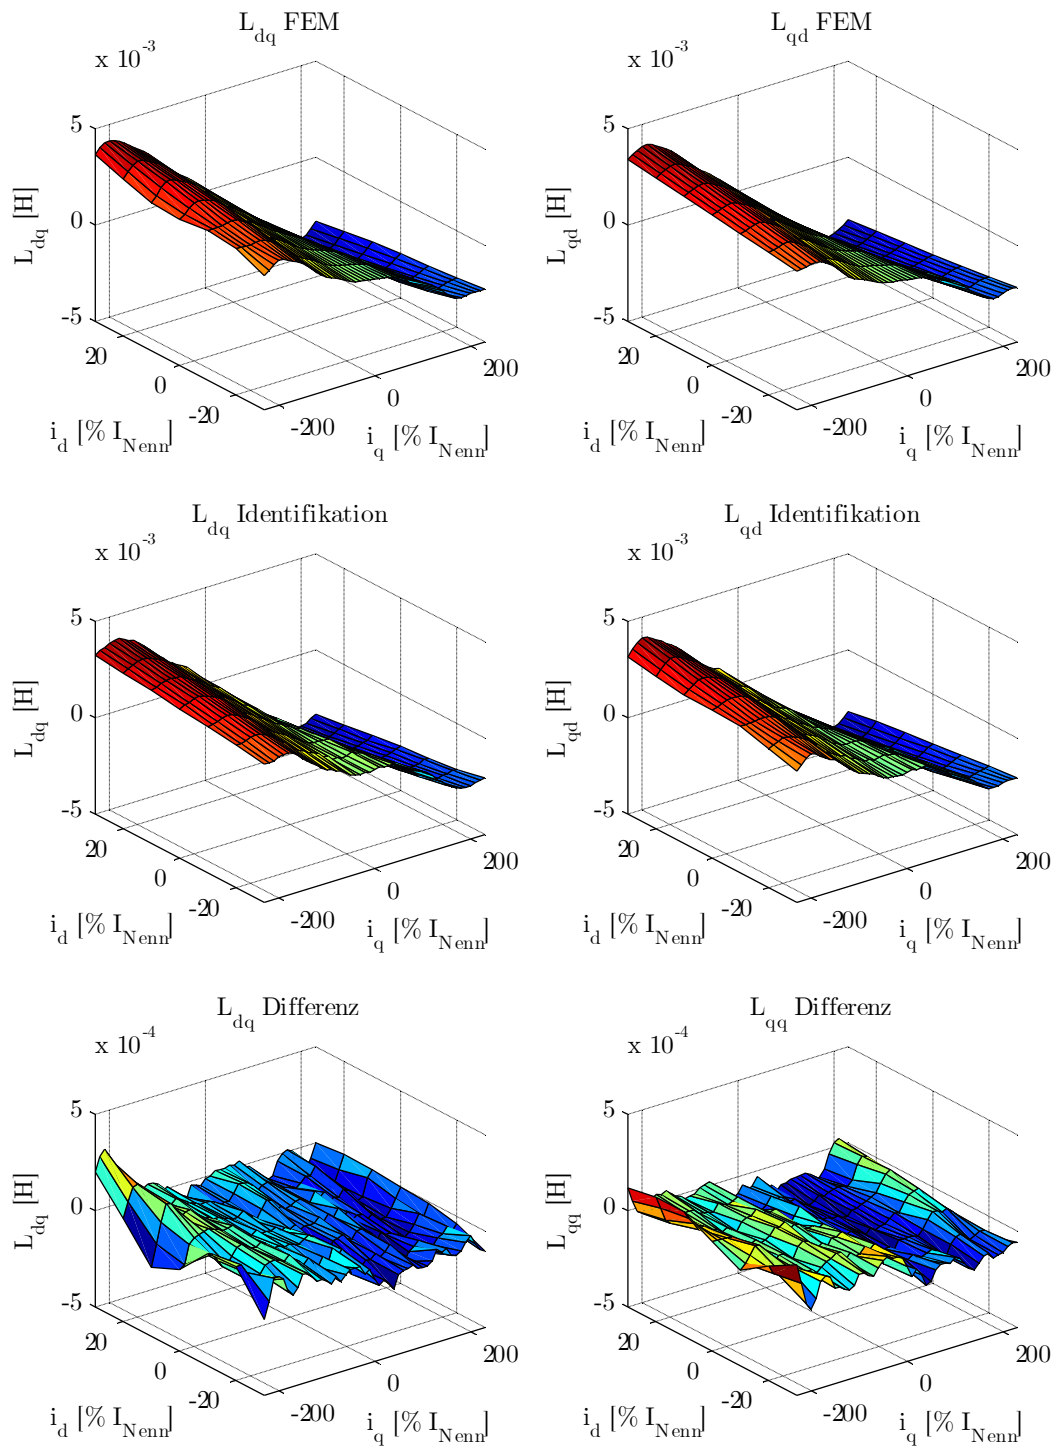 L_dq FEM
x 10^-3
5
0
-5
L_dq [H]
20
0
-20
i_d [% I_Nenn]
-200
0
200
i_q [% I_Nenn]
L_qd FEM
x 10^-3
5
0
-5
L_qd [H]
20
0
-20
i_d [% I_Nenn]
-200
0
200
i_q [% I_Nenn]
L_dq Identifikation
x 10^-3
5
0
-5
L_dq [H]
20
0
-20
i_d [% I_Nenn]
-200
0
200
i_q [% I_Nenn]
L_qd Identifikation
x 10^-3
5
0
-5
L_qd [H]
20
0
-20
i_d [% I_Nenn]
-200
0
200
i_q [% I_Nenn]
L_dq Differenz
x 10^-4
5
0
-5
L_dq [H]
20
0
-20
i_d [% I_Nenn]
-200
0
200
i_q [% I_Nenn]
L_qq Differenz
x 10^-4
5
0
-5
L_qq [H]
20
0
-20
i_d [% I_Nenn]
-200
0
200
i_q [% I_Nenn]